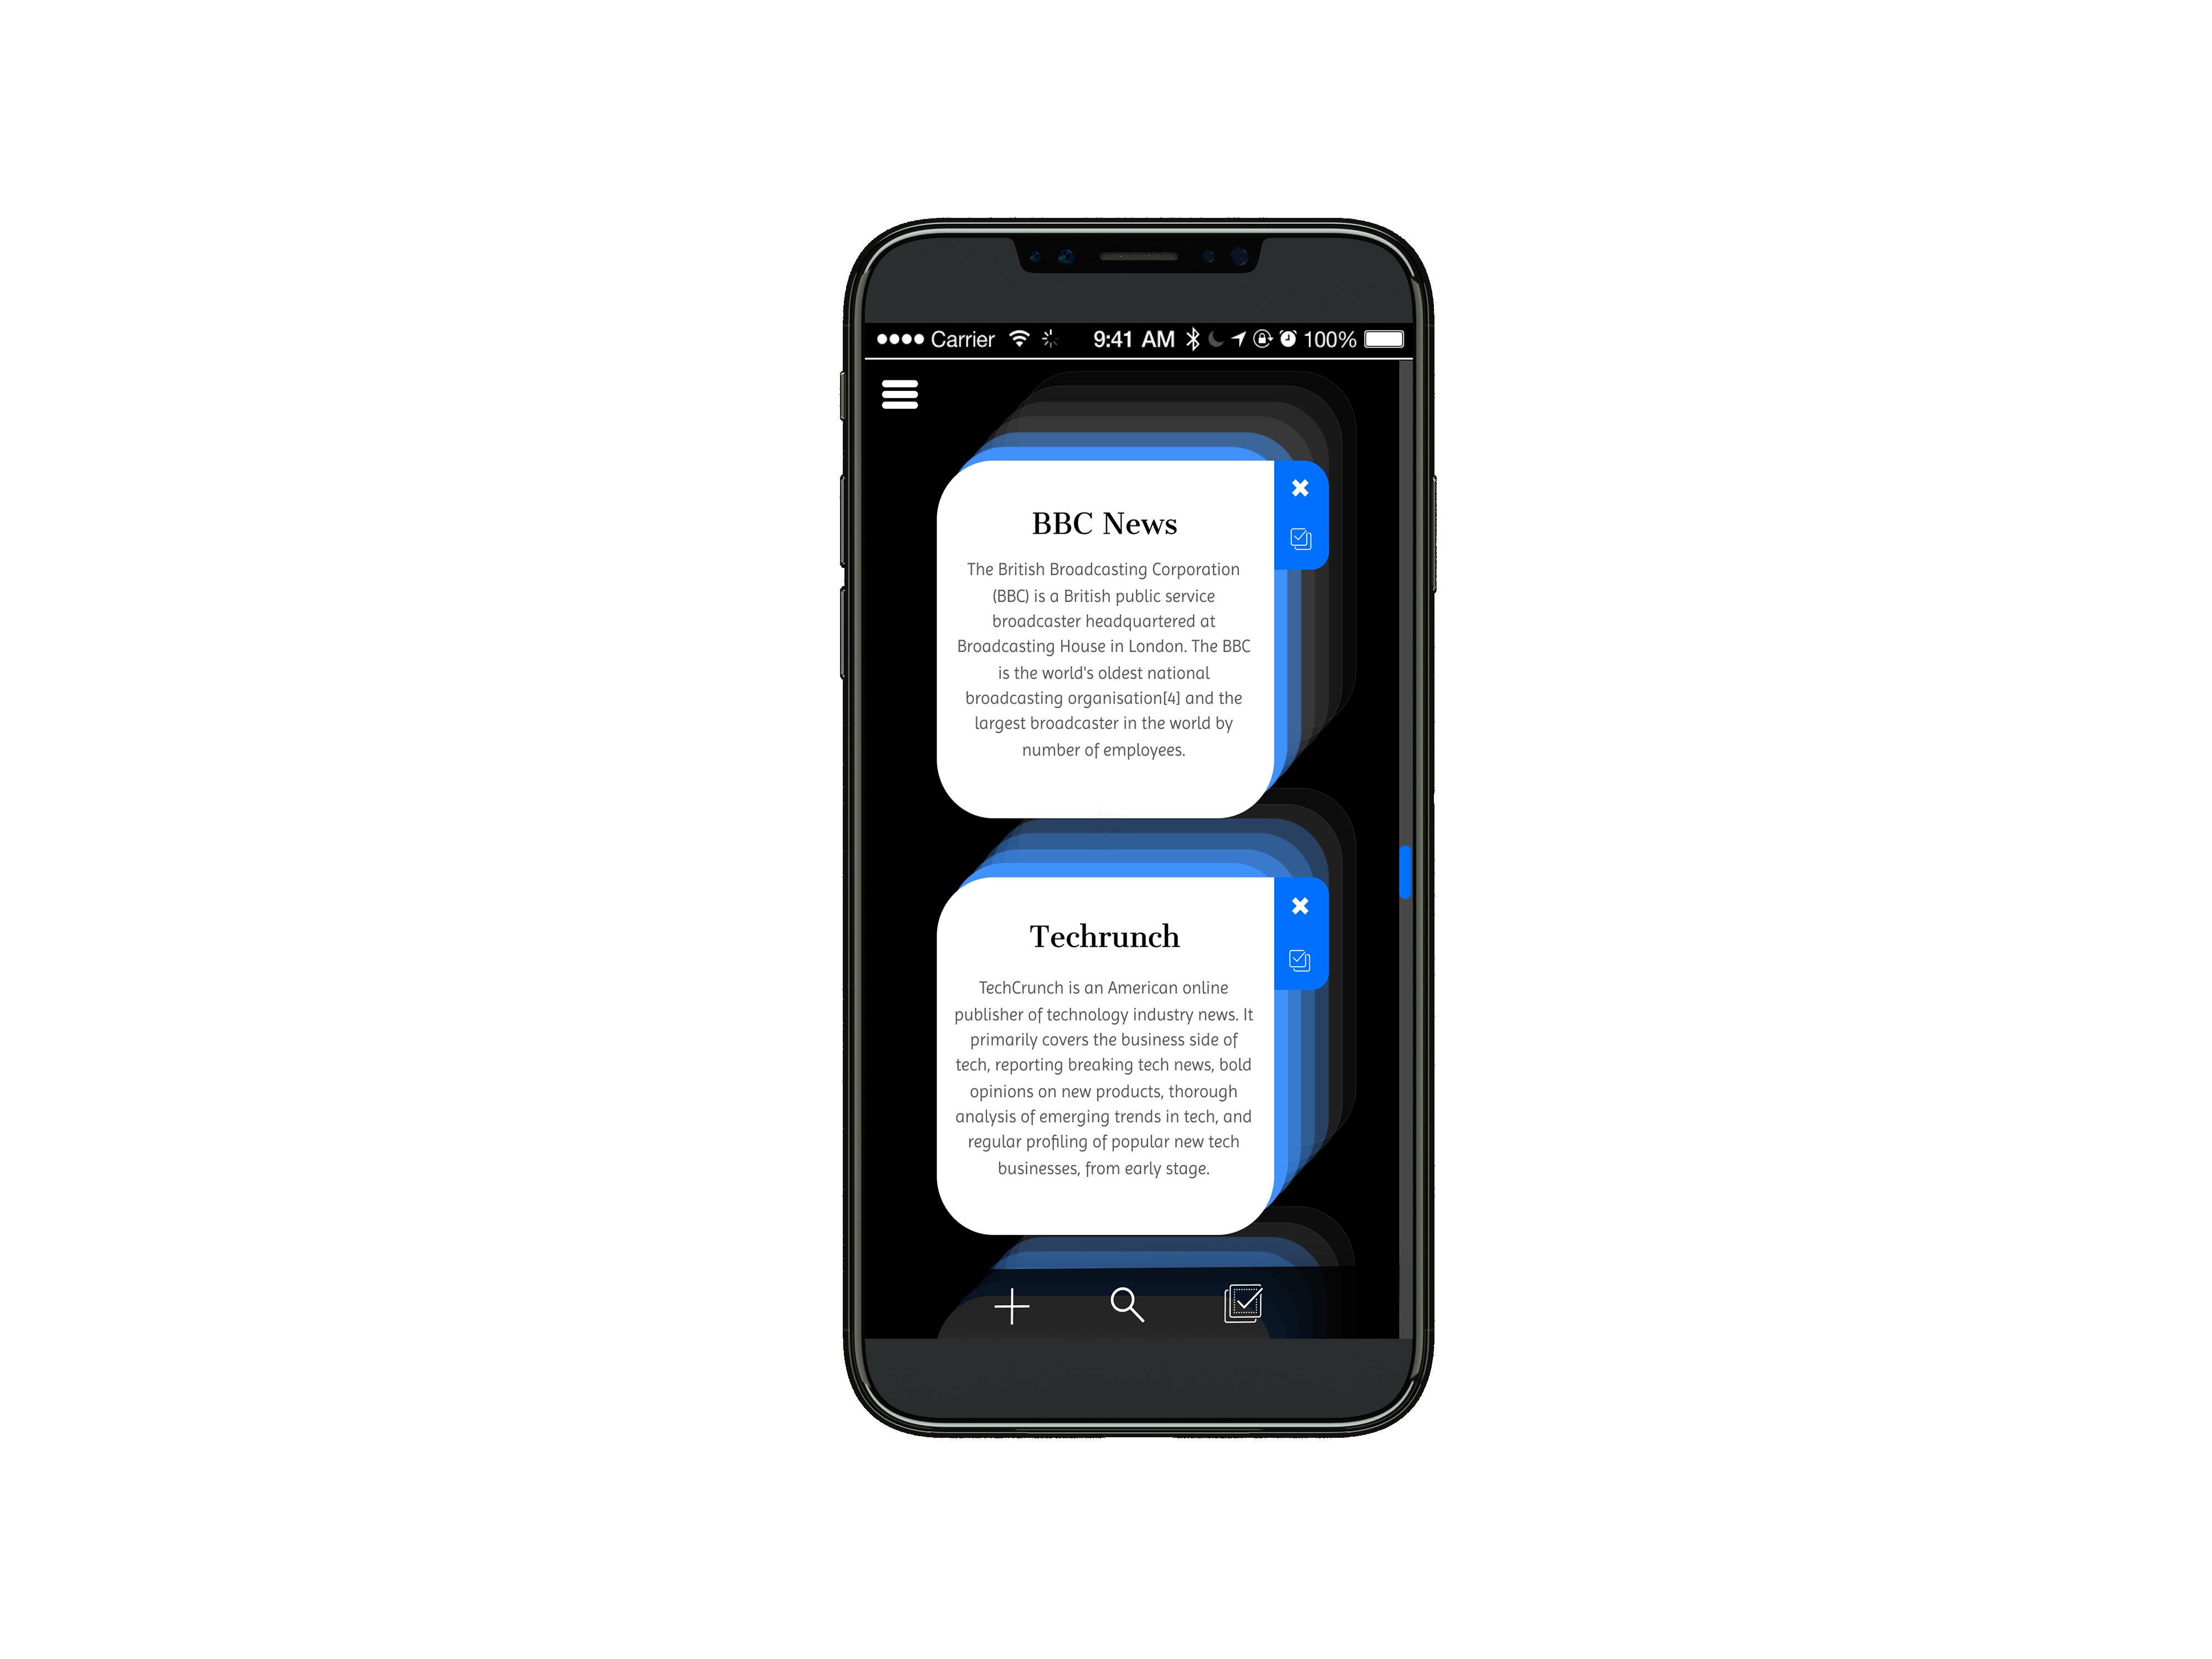 Carrier 9:41 AM 100%
BBC News
The British Broadcasting Corporation
(BBC) is a British public service
broadcaster headquartered at
Broadcasting House in London. The BBC
is the world's oldest national
broadcasting organisation[4] and the
largest broadcaster in the world by
number of employees.
Techrunch
TechCrunch is an American online
publisher of technology industry news. It
primarily covers the business side of
tech, reporting breaking tech news, bold
opinions on new products, thorough
analysis of emerging trends in tech, and
regular profiling of popular new tech
businesses, from early stage.